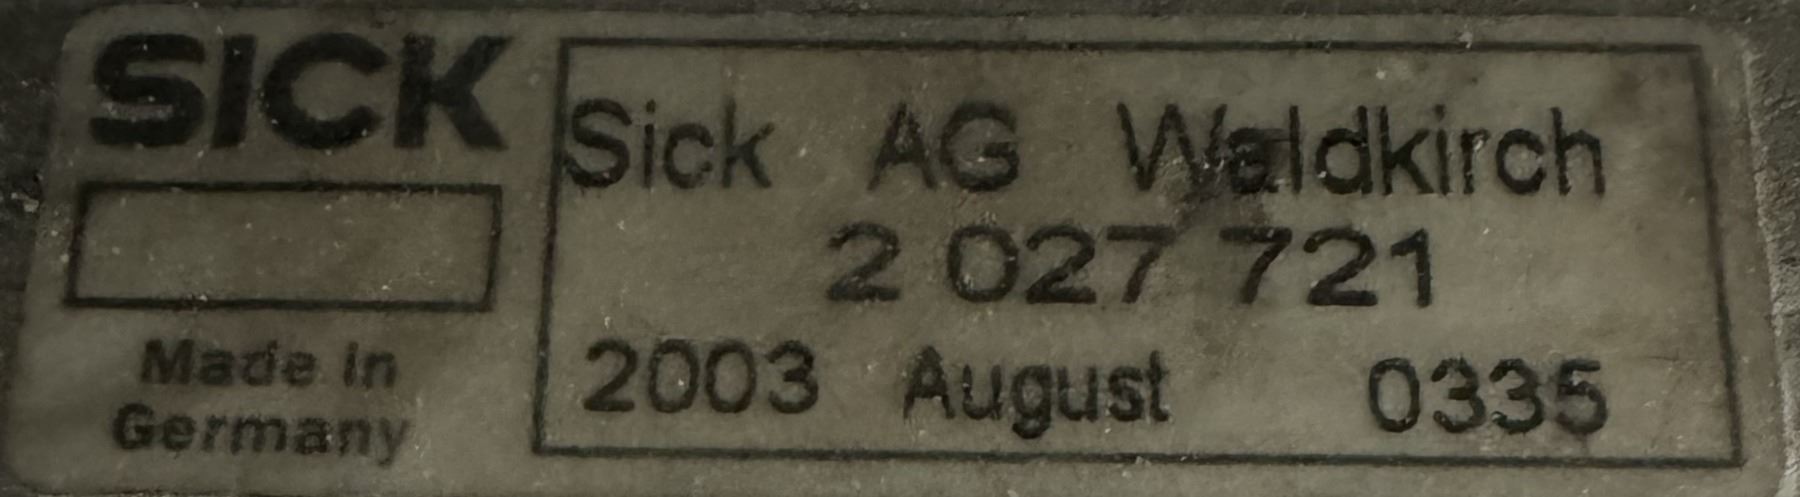 SICK
Made in
Germany
Sick AG Waldkirch
2 027 721
2003 August 0335